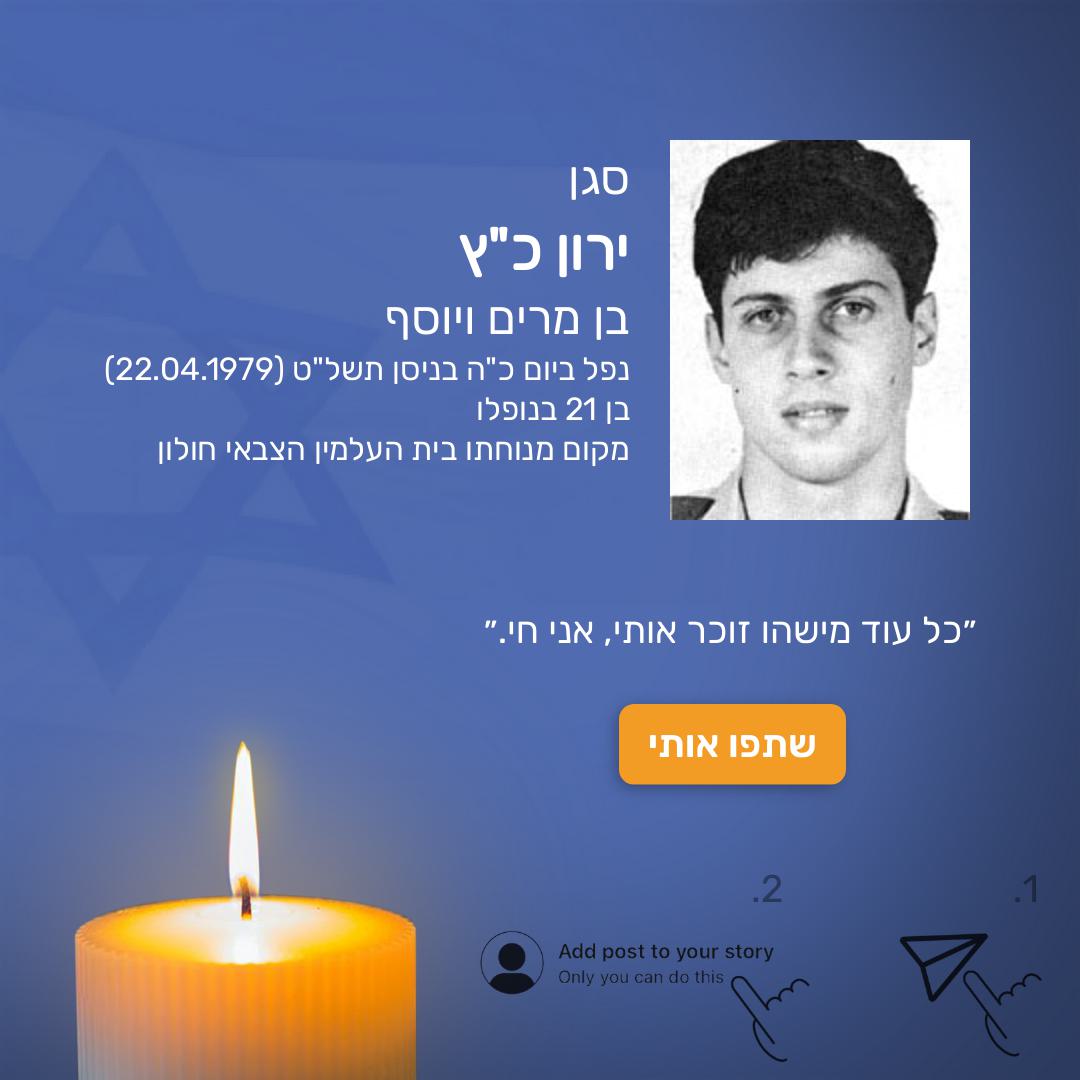 סגן
ירון כ"ץ
בן מרים ויוסף
נפל ביום כ"ה בניסן תשל"ט (22.04.1979)
בן 21 בנופלו
מקום מנוחתו בית העלמין הצבאי חולון
״כל עוד מישהו זוכר אותי, אני חי.״
שתפו אותי
1.
2.
Add post to your story
Only you can do this